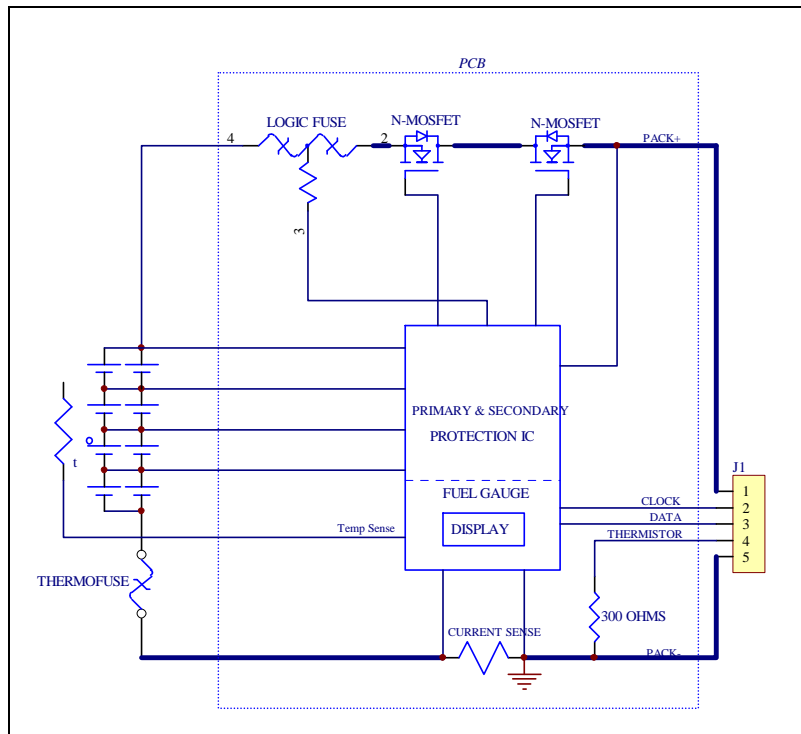 PCB
LOGIC FUSE
N-MOSFET
N-MOSFET
4
2
PACK+
3
PRIMARY & SECONDARY
PROTECTION IC
t
J1
FUEL GAUGE
1
CLOCK
2
DATA
3
Temp Sense
DISPLAY
THERMISTOR
4
5
THERMOFUSE
300 OHMS
CURRENT SENSE
PACK-